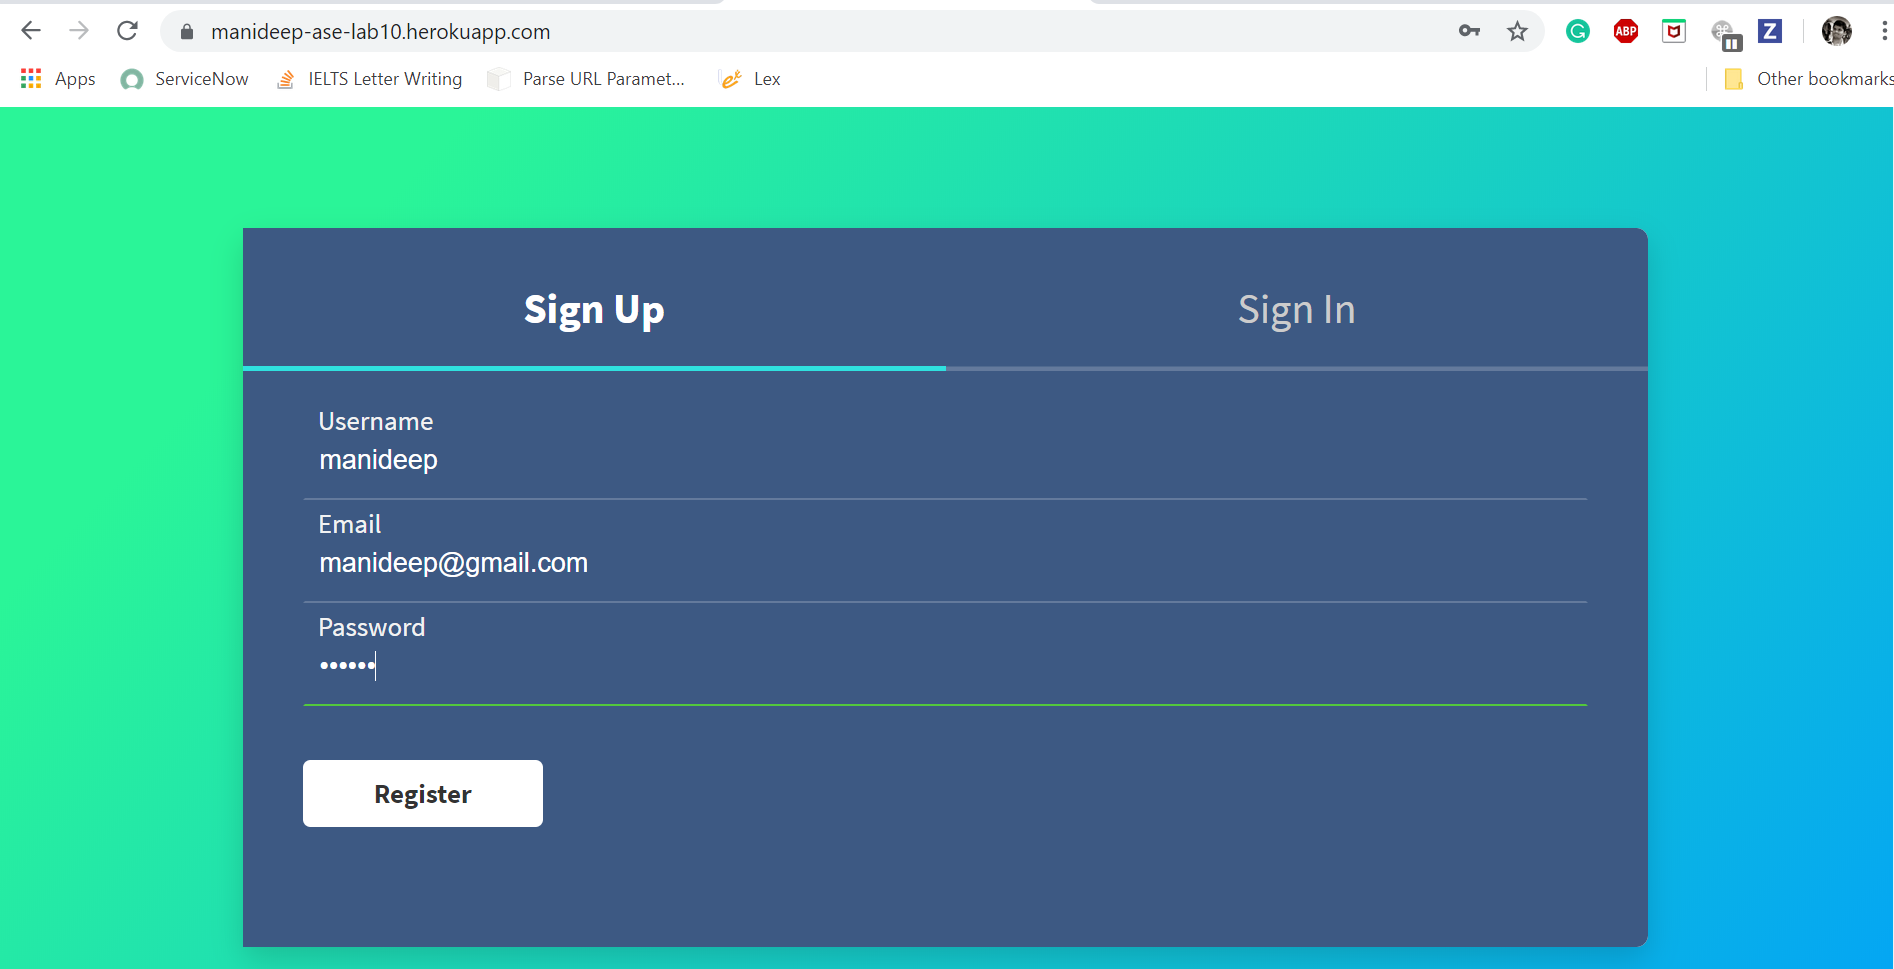 manideep-ase-lab10.herokuapp.com
ABP
Z
Apps ServiceNow IELTS Letter Writing Parse URL Paramet... Lex Other bookmarks
Sign Up Sign In
Username
manideep
Email
manideep@gmail.com
Password
••••••
Register